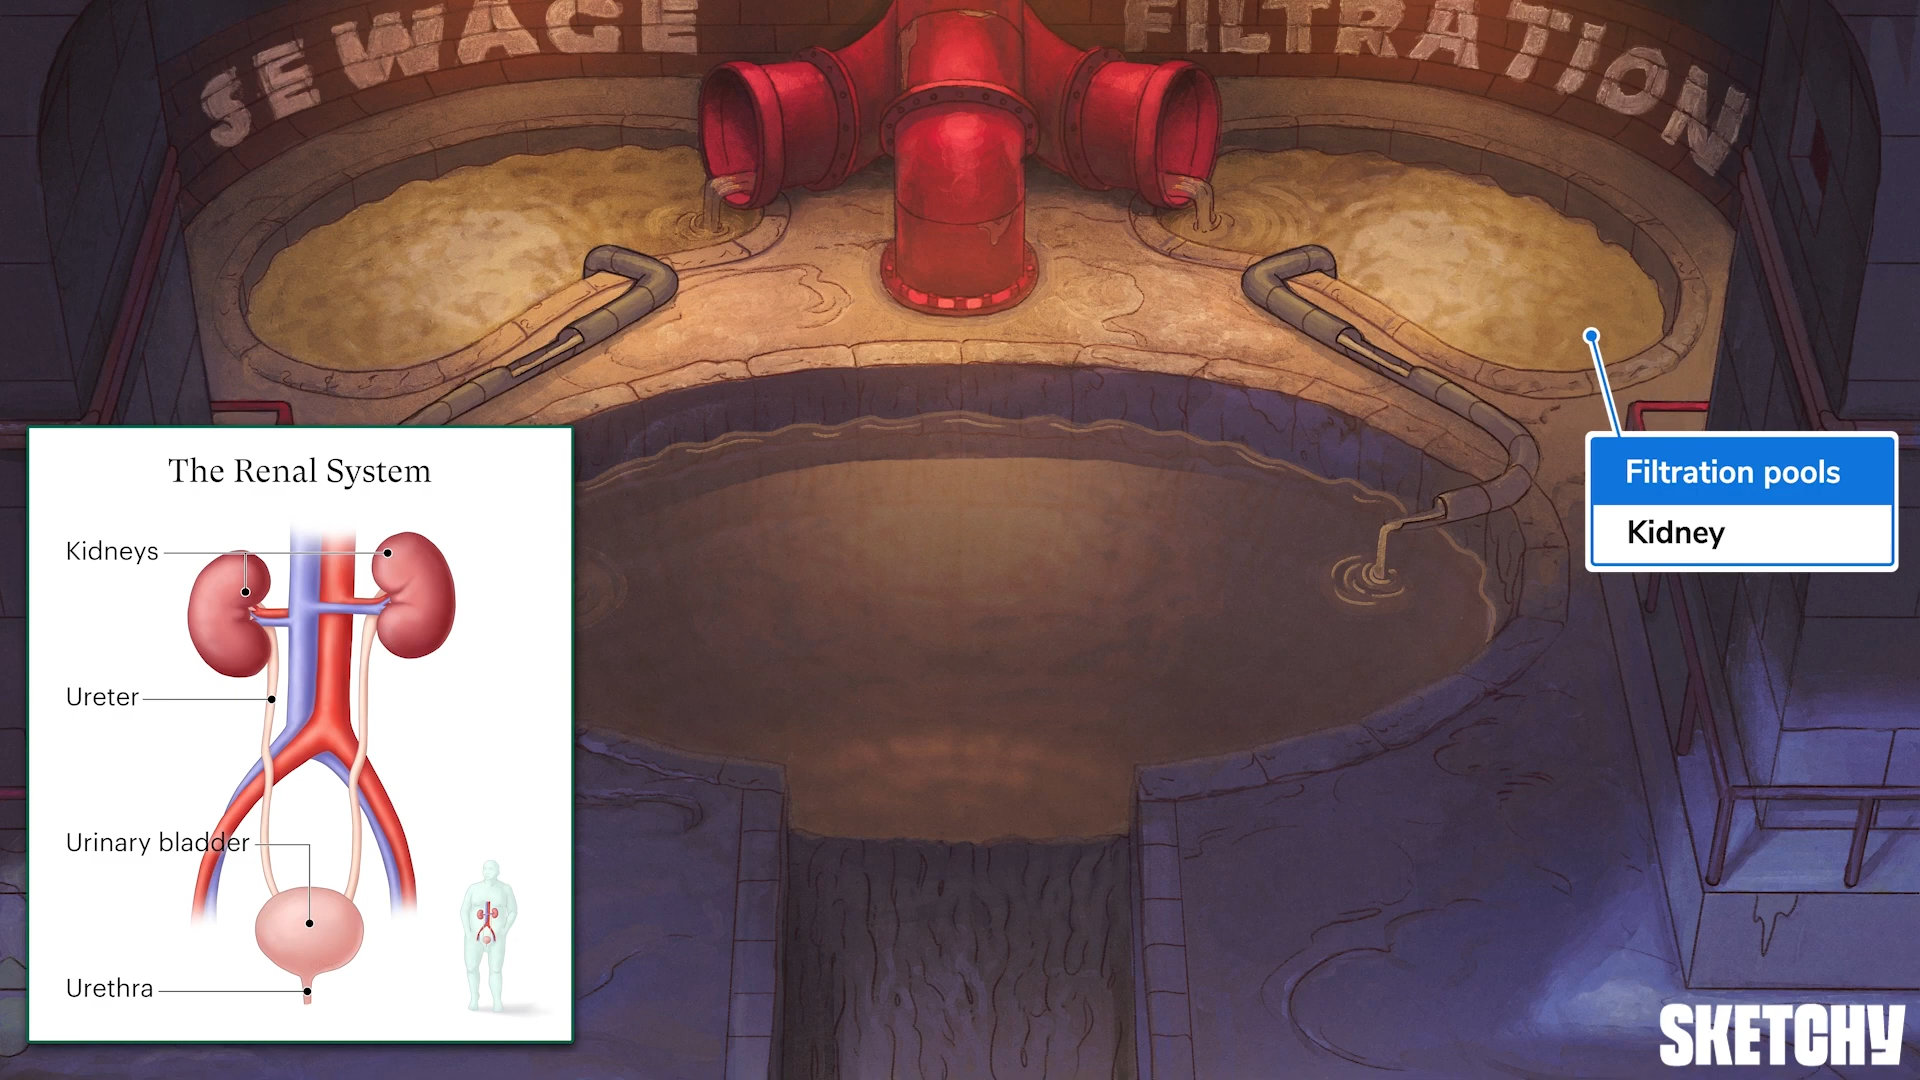 SEWAGE FILTRATION
The Renal System
Kidneys
Ureter
Urinary bladder
Urethra
Filtration pools
Kidney
SKETCHY